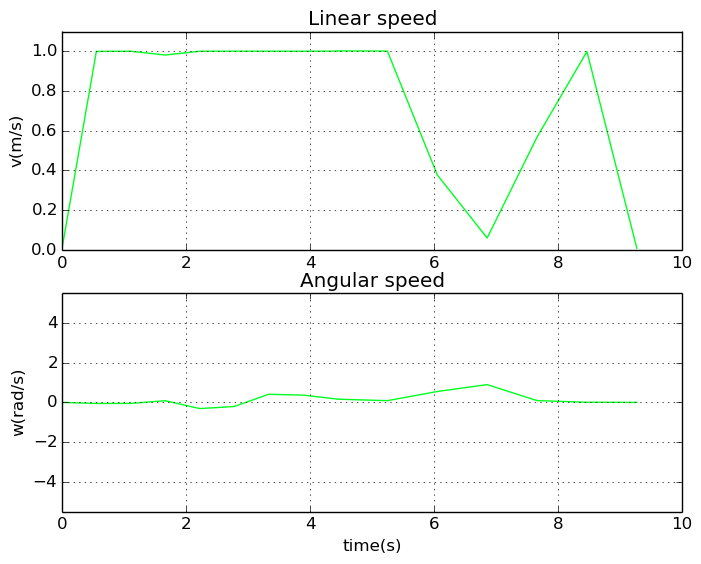 Linear speed
1.0
0.8
0.6
0.4
0.2
0.0
v(m/s)
0 2 4 6 8 10
Angular speed
4
2
0
−2
−4
w(rad/s)
0 2 4 6 8 10
time(s)